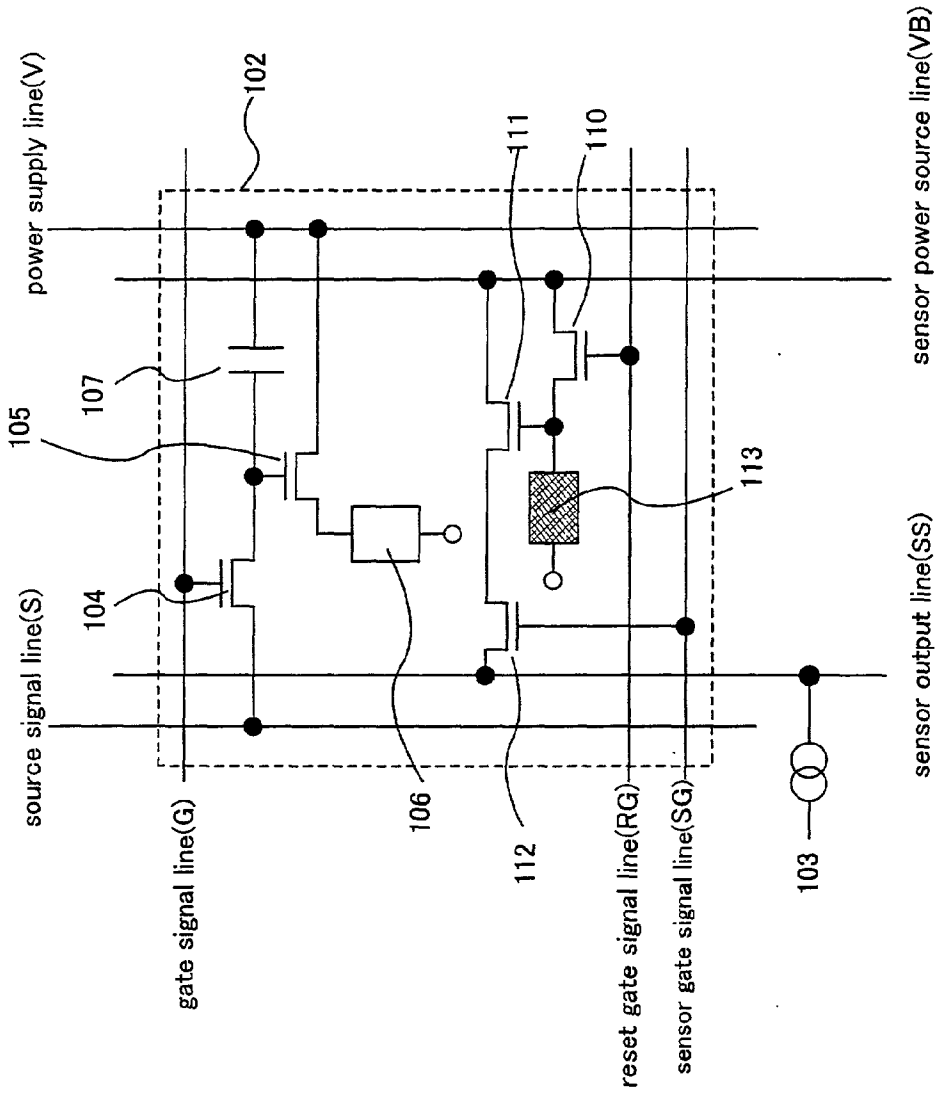 source signal line(S)
power supply line(V)
gate signal line(G)
102
107
105
104
111
110
106
113
112
reset gate signal line(RG)
sensor gate signal line(SG)
103
sensor output line(SS)
sensor power source line(VB)